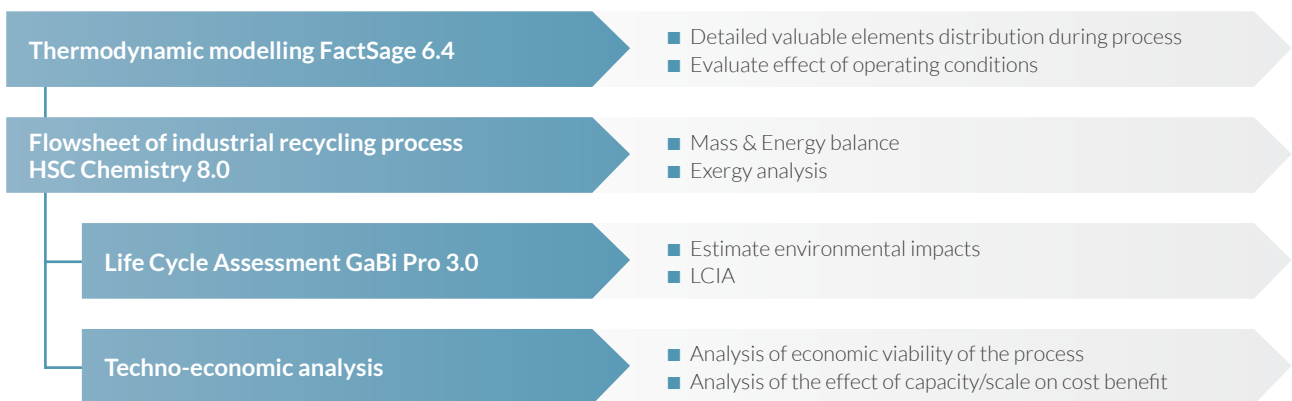 Thermodynamic modelling FactSage 6.4
Detailed valuable elements distribution during process
Evaluate effect of operating conditions
Flowsheet of industrial recycling process
HSC Chemistry 8.0
Mass & Energy balance
Exergy analysis
Life Cycle Assessment GaBi Pro 3.0
Estimate environmental impacts
LCIA
Techno-economic analysis
Analysis of economic viability of the process
Analysis of the effect of capacity/scale on cost benefit